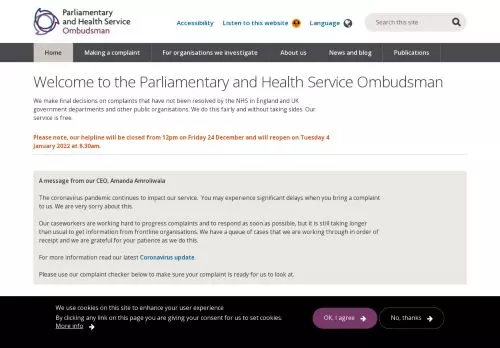 Parliamentary
and Health Service
Ombudsman
Accessibility
Listen to this website
Language
Search this site
Home
Making a complaint
For organisations we investigate
About us
News and blog
Publications
Welcome to the Parliamentary and Health Service Ombudsman
We make final decisions on complaints that have not been resolved by the NHS in England and UK
government departments and other public organisations. We do this fairly and without taking sides. Our
service is free.
Please note, our helpline will be closed from 12pm on Friday 24 December and will reopen on Tuesday 4
January 2022 at 8.30am.
A message from our CEO, Amanda Amroliwala
The coronavirus pandemic continues to impact our service. You may experience significant delays when you bring a complaint
to us. We are very sorry about this.
Our caseworkers are working hard to progress complaints and to respond as soon as possible, but it is still taking longer
than usual to get information from frontline organisations. We have a queue of cases that we are working through in order of
receipt and we are grateful for your patience as we do this.
For more information read our latest Coronavirus update.
Please use our complaint checker below to make sure your complaint is ready for us to look at.
We use cookies on this site to enhance your user experience
By clicking any link on this page you are giving your consent for us to set cookies.
More info
OK, I agree
No, thanks